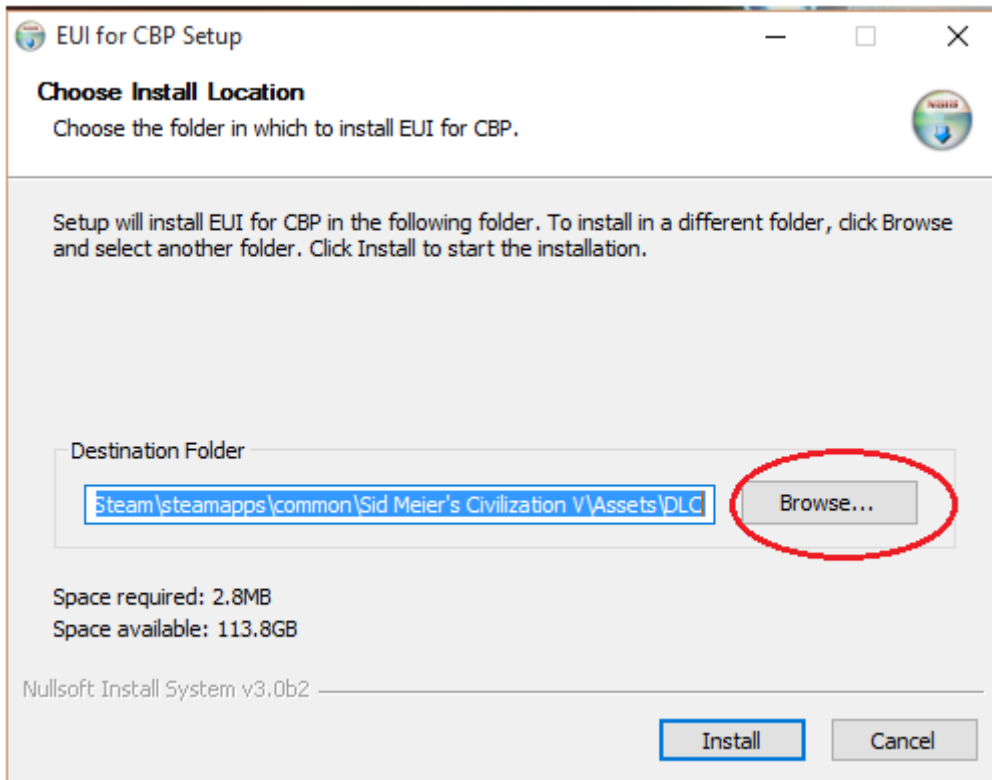 EUI for CBP Setup
Choose Install Location
Choose the folder in which to install EUI for CBP.
Setup will install EUI for CBP in the following folder. To install in a different folder, click Browse
and select another folder. Click Install to start the installation.
Destination Folder
Steam\steamapps\common\Sid Meier's Civilization V\Assets\DLC
Browse...
Space required: 2.8MB
Space available: 113.8GB
Nullsoft Install System v3.0b2
Install
Cancel